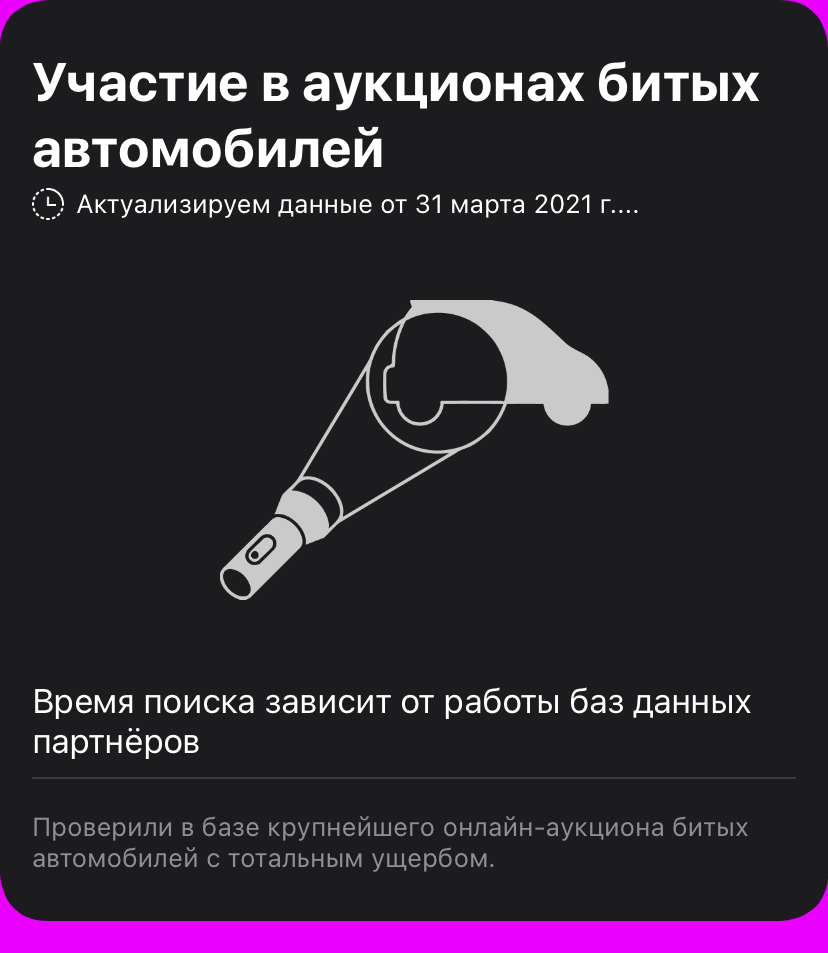 Участие в аукционах битых
автомобилей
Актуализируем данные от 31 марта 2021 г....
Время поиска зависит от работы баз данных
партнёров
Проверили в базе крупнейшего онлайн-аукциона битых
автомобилей с тотальным ущербом.